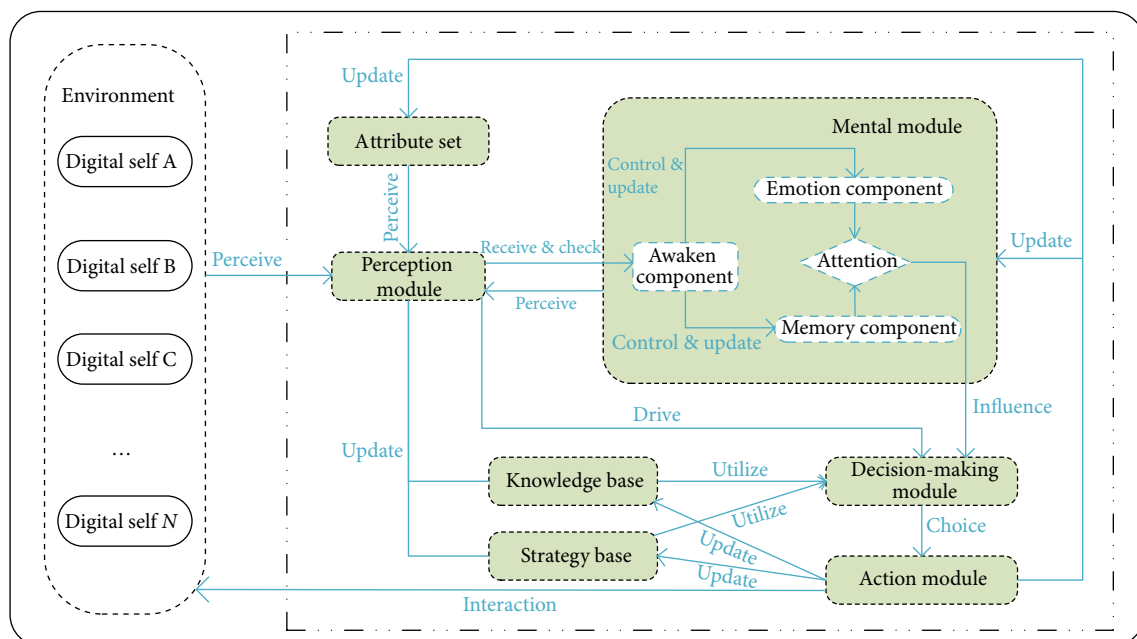 Environment
Digital self A
Digital self B
Digital self C
...
Digital self N
Perceive
Update
Attribute set
Perceive
Perception
module
Receive & check
Perceive
Mental module
Control &
update
Emotion component
Awaken
component
Attention
Control & update
Memory component
Update
Drive
Influence
Update
Knowledge base
Utilize
Decision-making
module
Utilize
Choice
Strategy base
Update
Update
Action module
Interaction